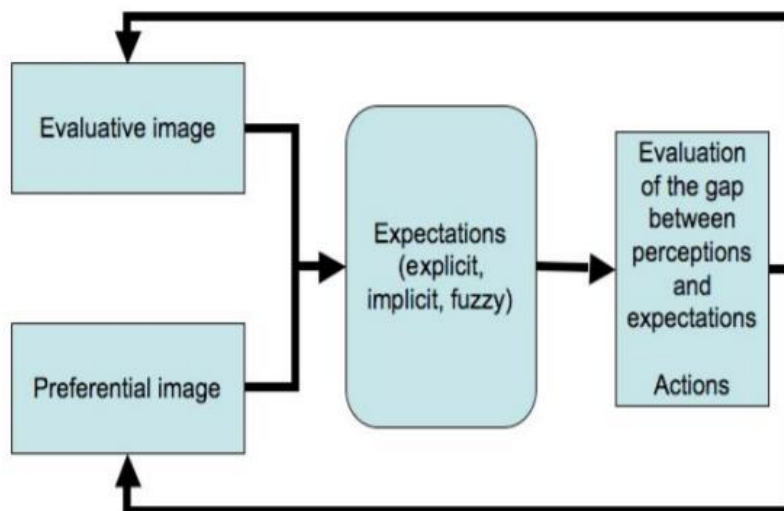 Evaluative image
Preferential image
Expectations
(explicit,
implicit, fuzzy)
Evaluation
of the gap
between
perceptions
and
expectations
Actions